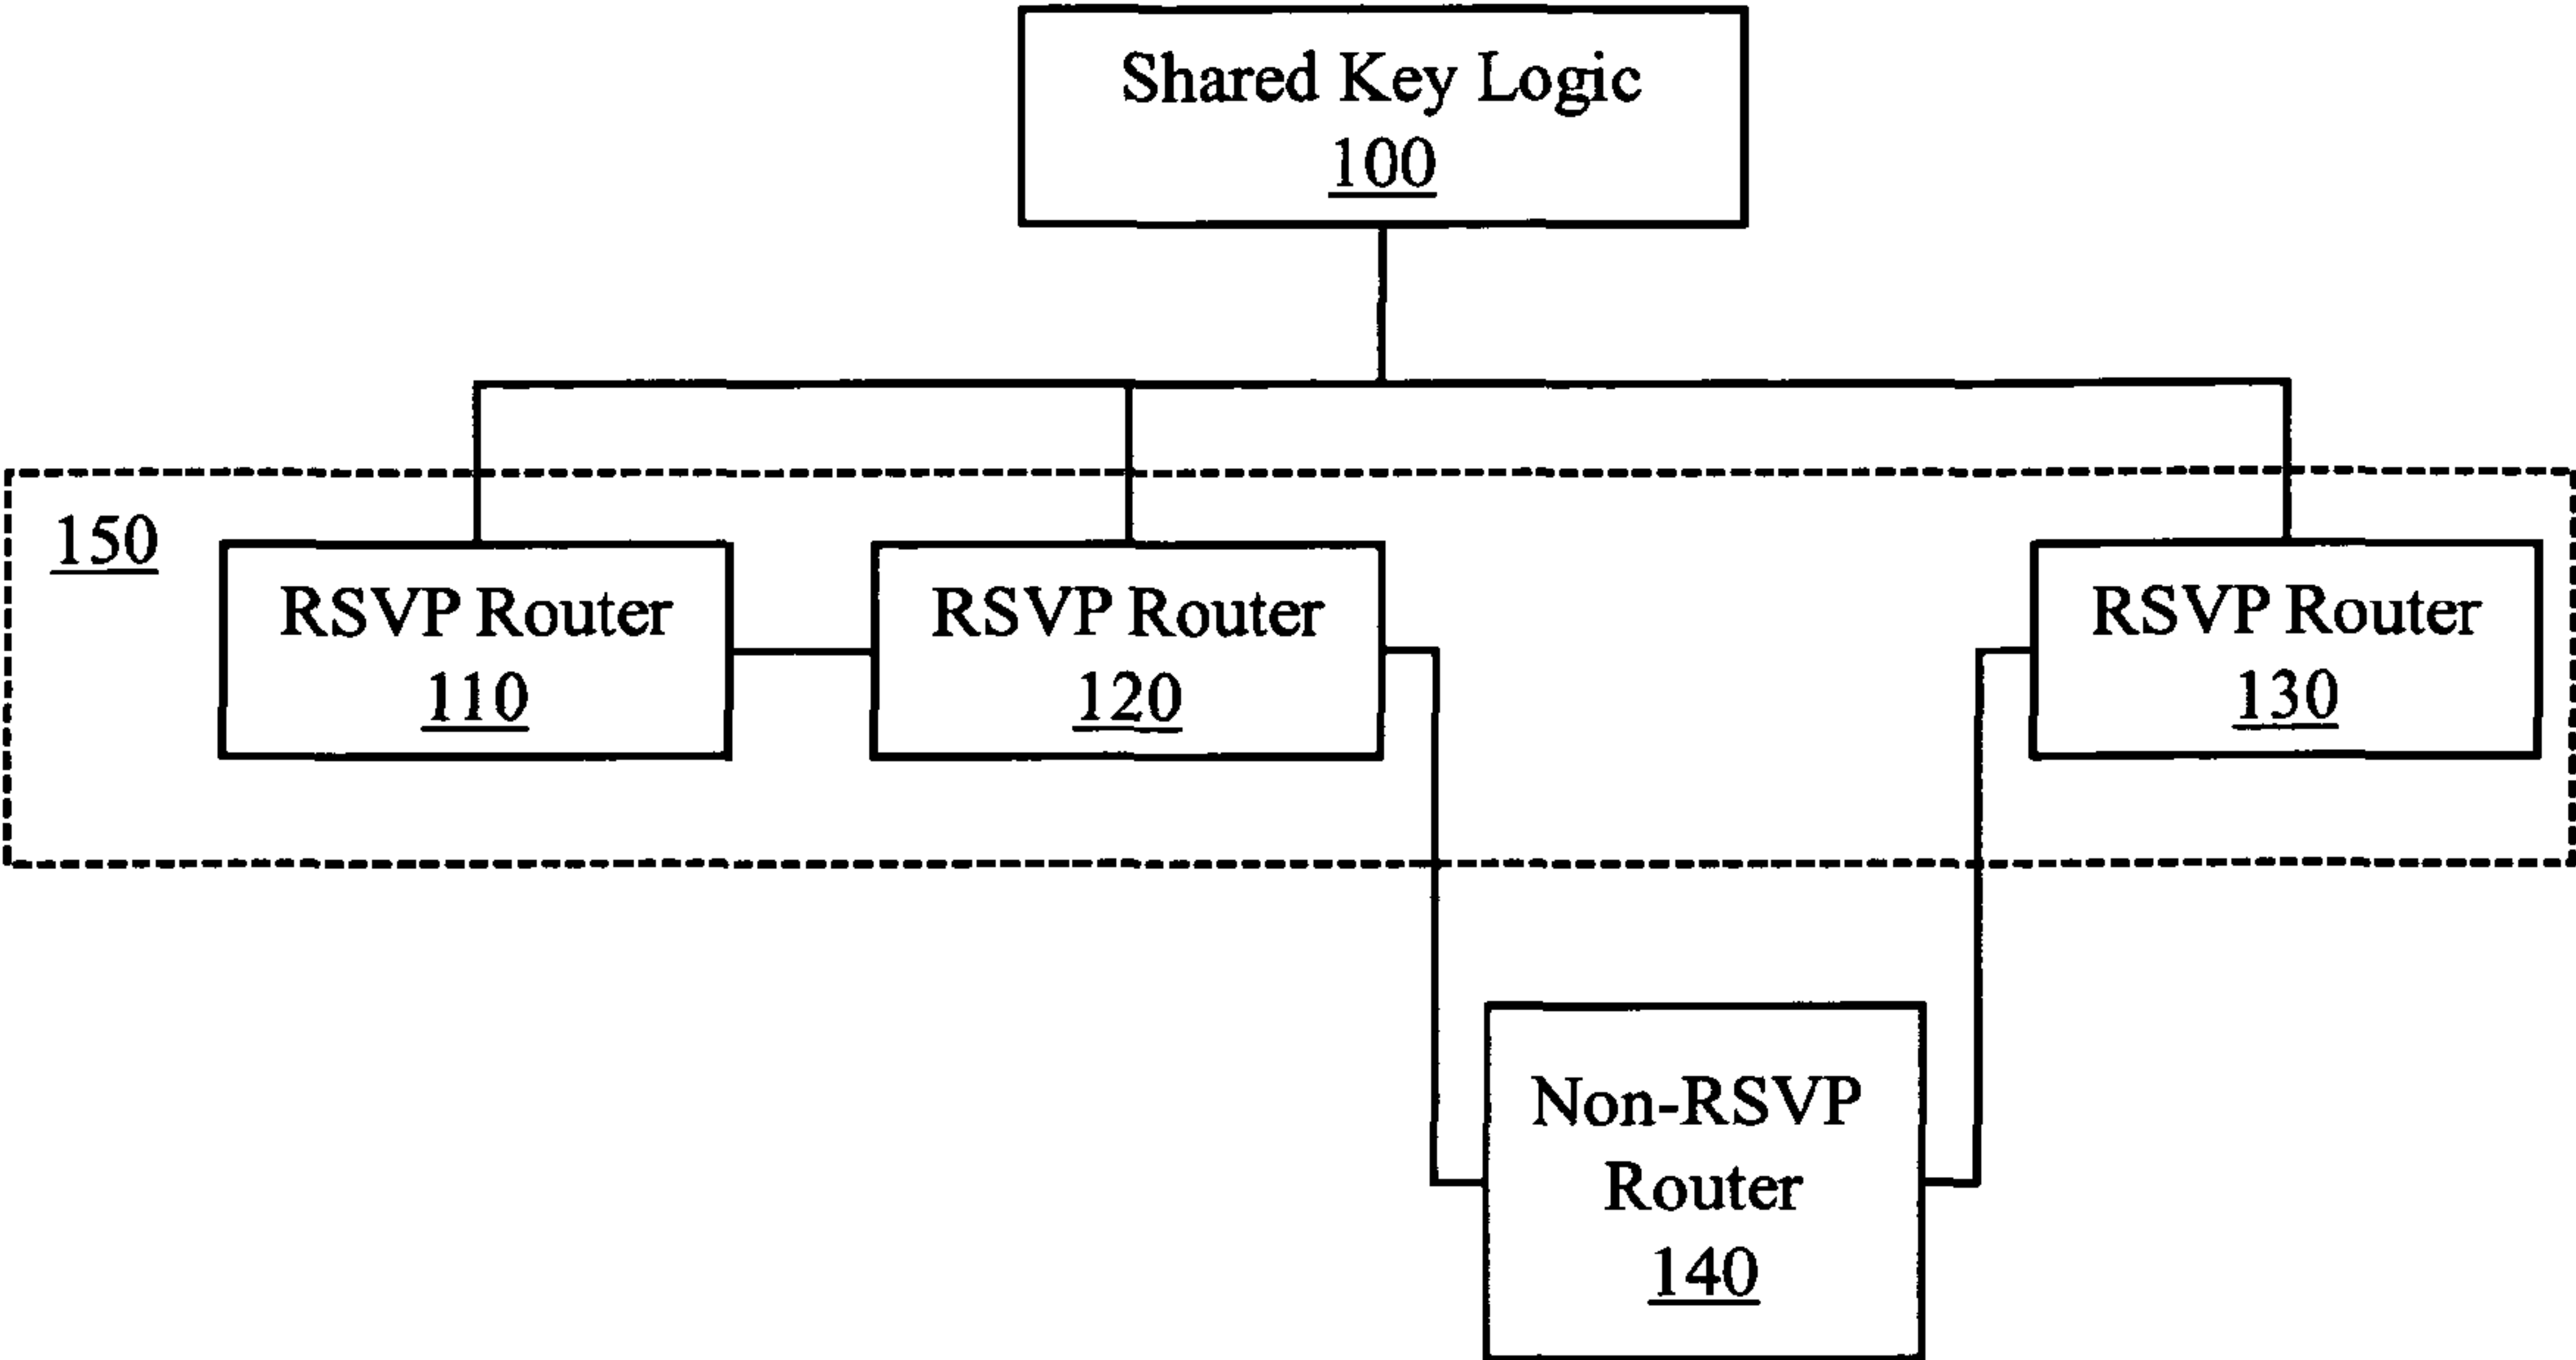 Shared Key Logic
100
150
RSVP Router
110
RSVP Router
120
RSVP Router
130
Non-RSVP
Router
140